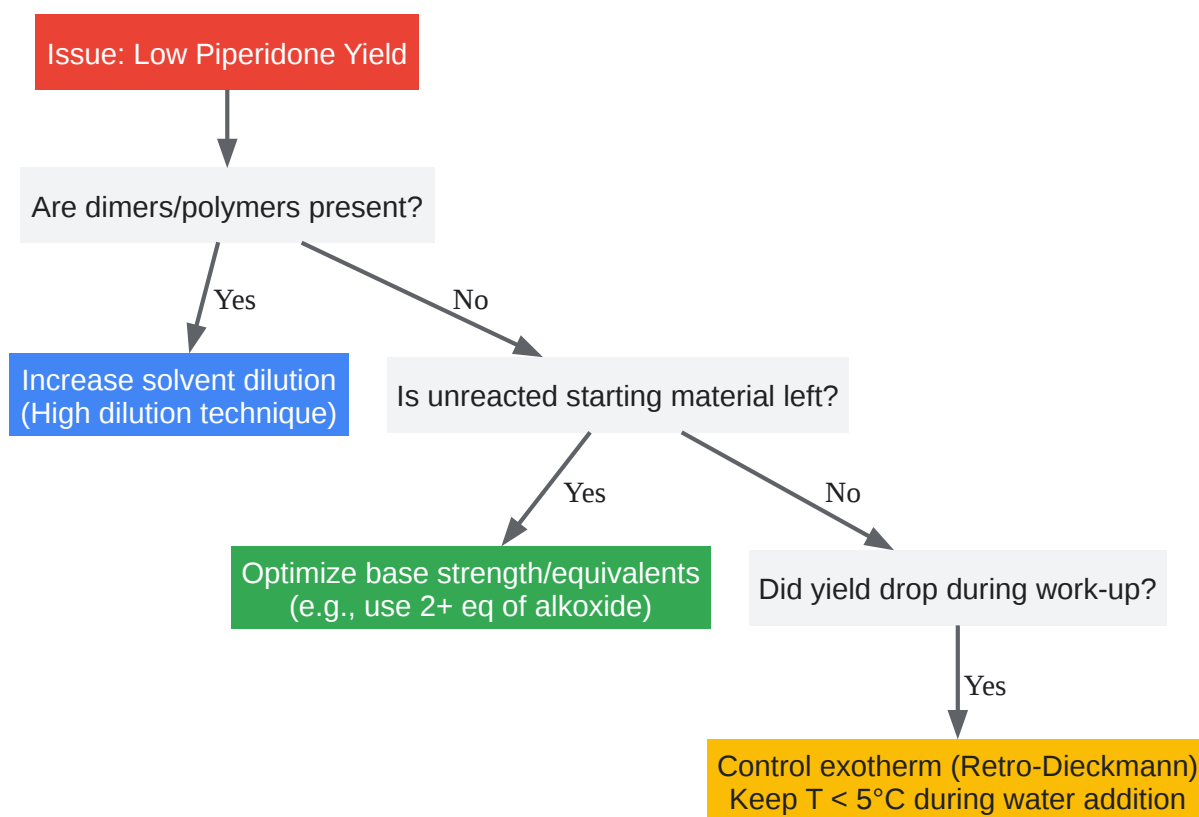 Issue: Low Piperidone Yield
Are dimers/polymers present?
Yes
No
Increase solvent dilution
(High dilution technique)
Is unreacted starting material left?
Yes
No
Optimize base strength/equivalents
(e.g., use 2+ eq of alkoxide)
Did yield drop during work-up?
Yes
Control exotherm (Retro-Dieckmann)
Keep T < 5°C during water addition